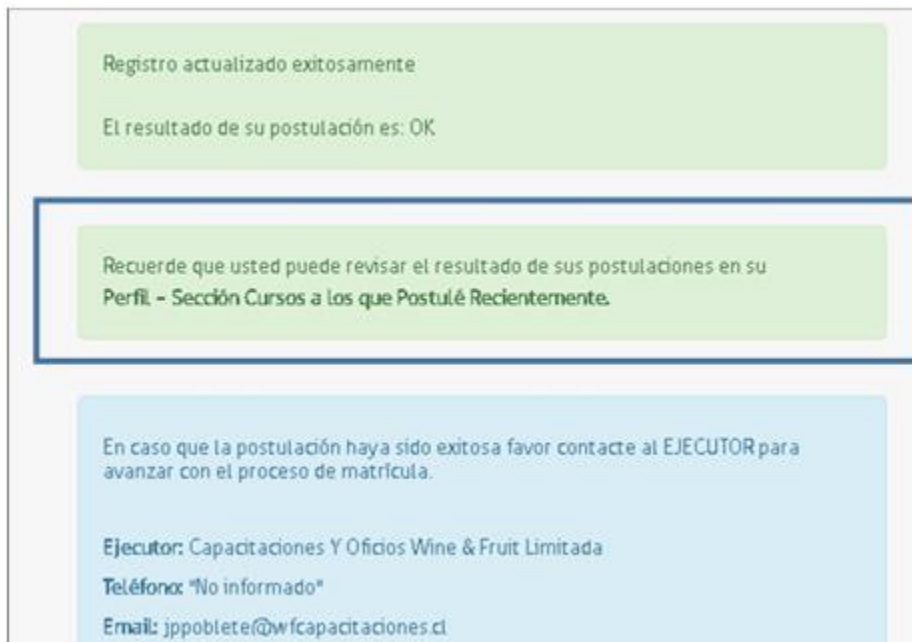 Registro actualizado exitosamente
El resultado de su postulación es: OK
Recuerde que usted puede revisar el resultado de sus postulaciones en su
Perfil - Sección Cursos a los que Postulé Recientemente.
En caso que la postulación haya sido exitosa favor contacte al EJECUTOR para
avanzar con el proceso de matrícula.
Ejecutor: Capacitaciones Y Oficios Wine & Fruit Limitada
Teléfono: "No informado"
Email: jppoblete@wfcapacitaciones.cl